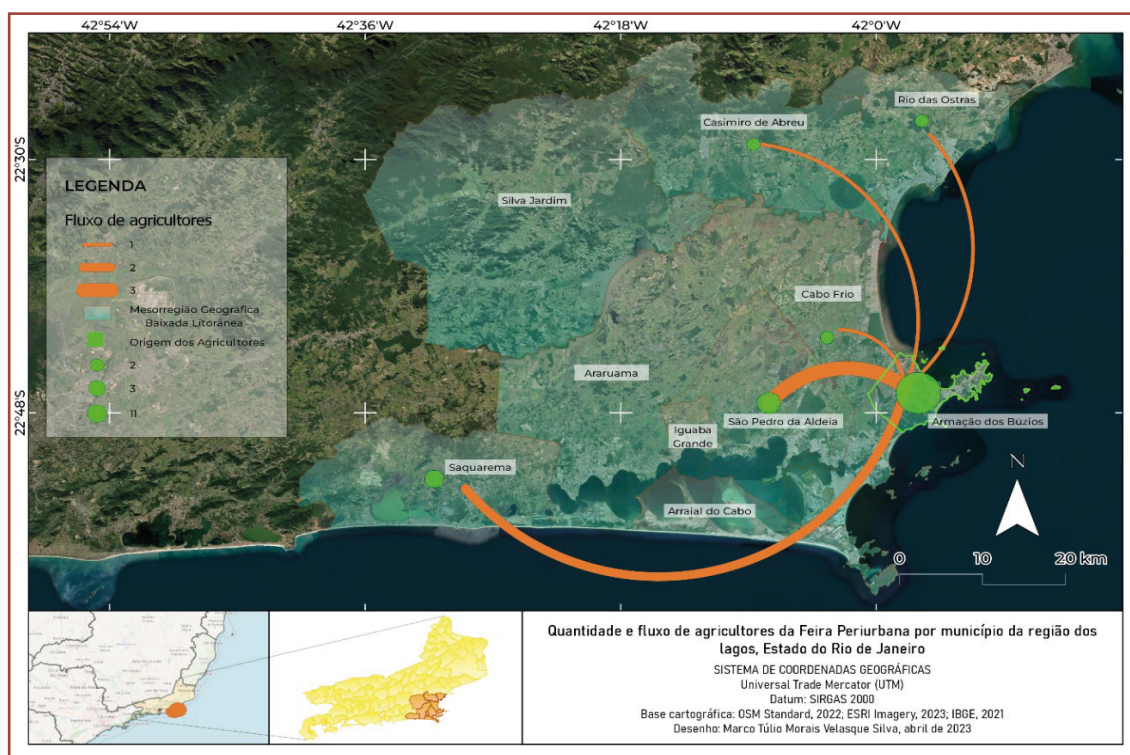 42°54'W
42°36'W
42°18'W
42°0'W
22°30'S
22°48'S
Rio das Ostras
Casimiro de Abreu
Silva Jardim
Cabo Frio
Araruama
São Pedro da Aldeia
Armação dos Búzios
Iguaba
Grande
Saquarema
Arraial do Cabo
LEGENDA
Fluxo de agricultores
1
2
3
Mesorregião Geográfica
Baixada Litorânea
Origem dos Agricultores
2
3
11
N
0 10 20 km
Quantidade e fluxo de agricultores da Feira Periurbana por município da região dos
lagos, Estado do Rio de Janeiro
SISTEMA DE COORDENADAS GEOGRÁFICAS
Universal Trade Mercator (UTM)
Datum: SIRGAS 2000
Base cartográfica: OSM Standard, 2022; ESRI Imagery, 2023; IBGE, 2021
Desenho: Marco Túlio Morais Velasque Silva, abril de 2023